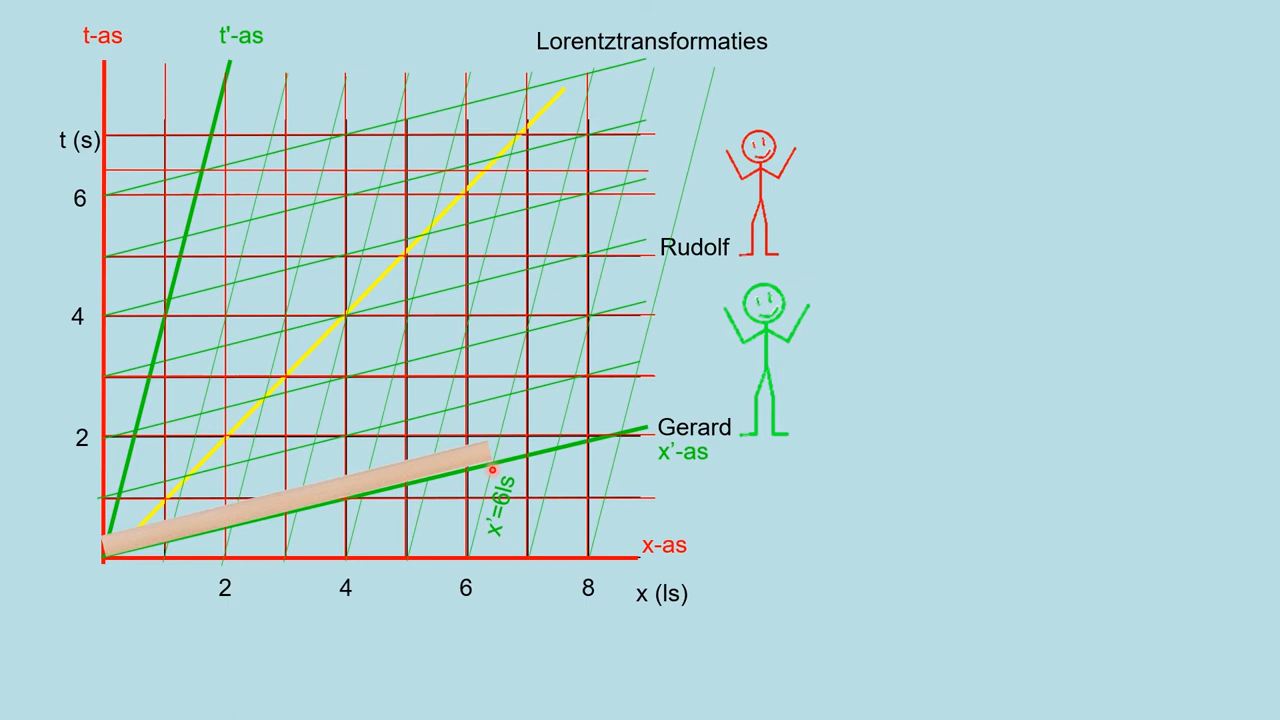 t-as
t'-as
Lorentztransformaties
t (s)
6
Rudolf
4
Gerard
2
x'-as
x'=6ls
x-as
2
4
6
8
x (ls)